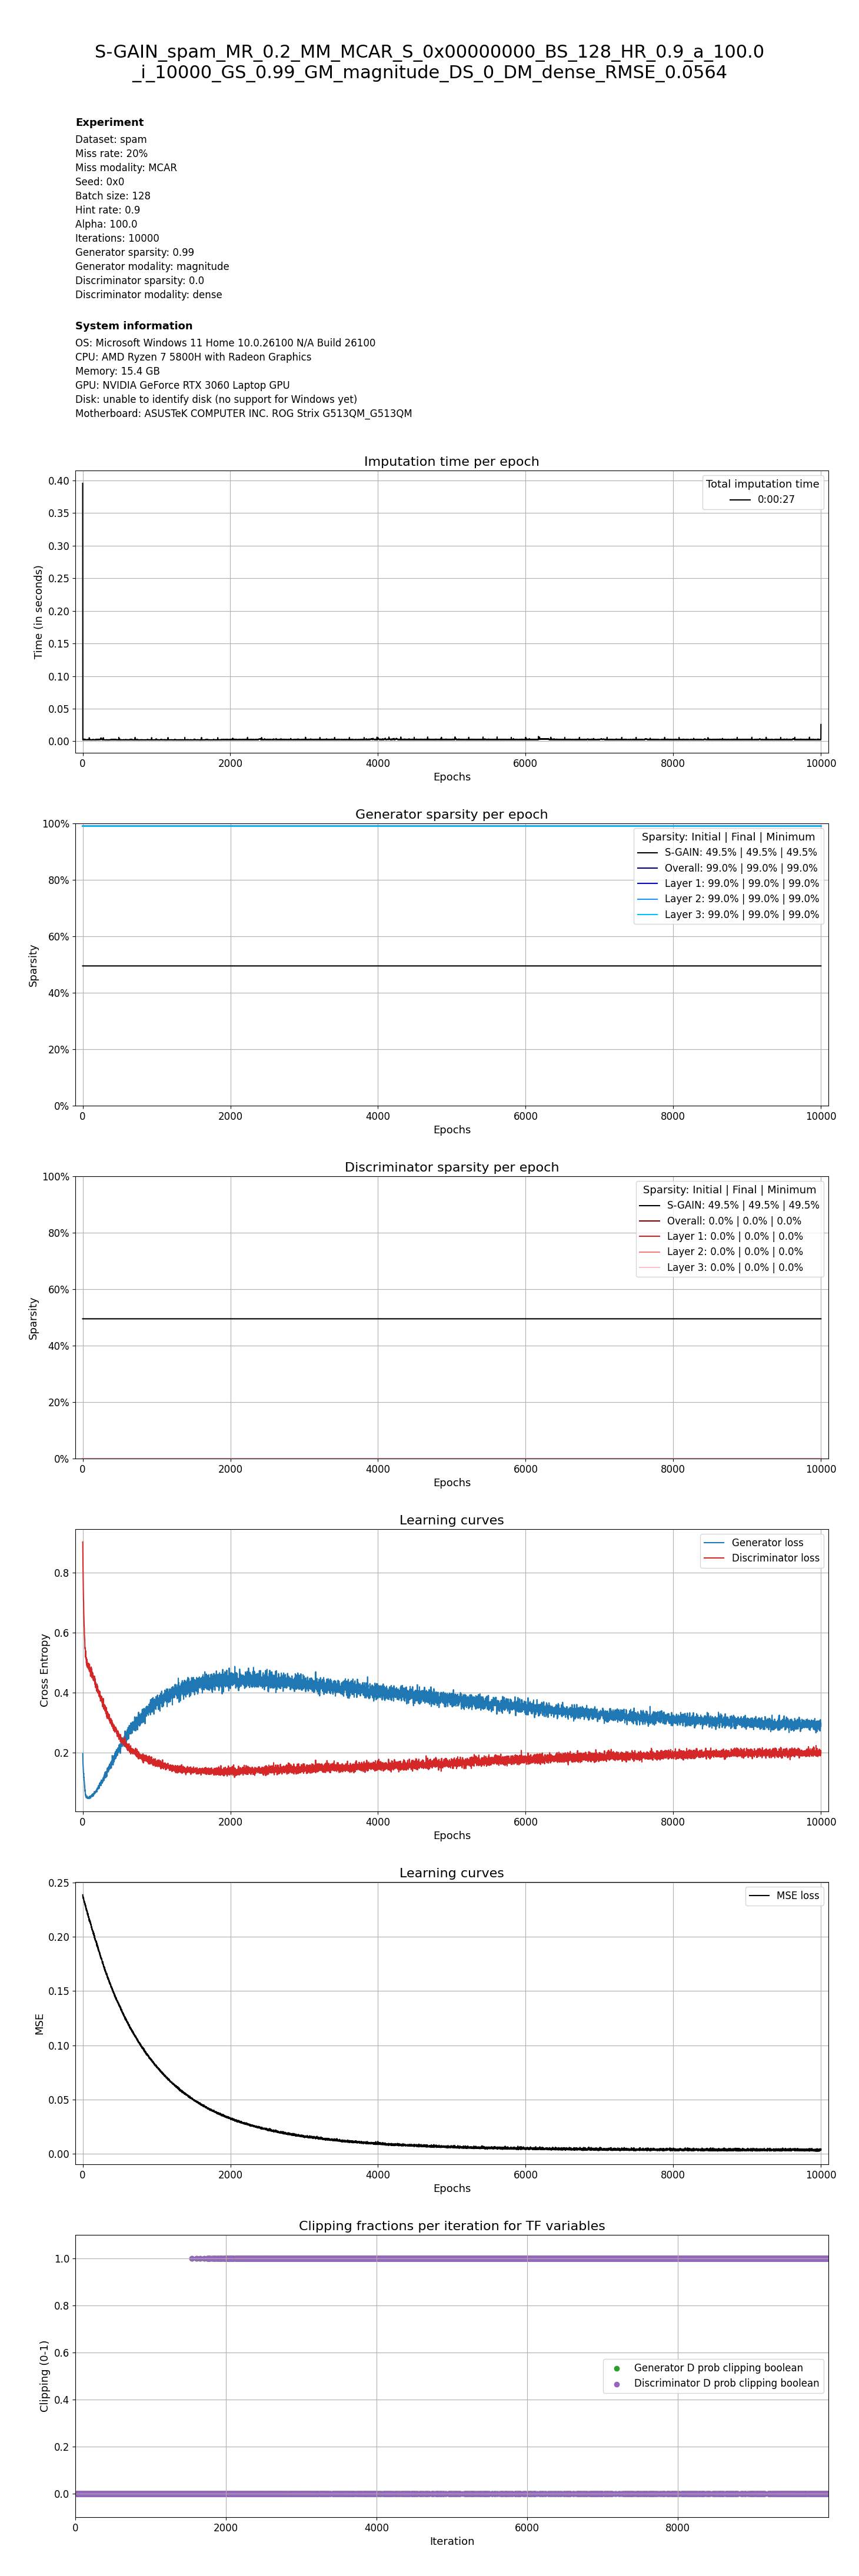 S-GAIN_spam_MR_0.2_MM_MCAR_S_0x00000000_BS_128_HR_0.9_a_100.0
_i_10000_GS_0.99_GM_magnitude_DS_0_DM_dense_RMSE_0.0564
Experiment
Dataset: spam
Miss rate: 20%
Miss modality: MCAR
Seed: 0x0
Batch size: 128
Hint rate: 0.9
Alpha: 100.0
Iterations: 10000
Generator sparsity: 0.99
Generator modality: magnitude
Discriminator sparsity: 0.0
Discriminator modality: dense
System information
OS: Microsoft Windows 11 Home 10.0.26100 N/A Build 26100
CPU: AMD Ryzen 7 5800H with Radeon Graphics
Memory: 15.4 GB
GPU: NVIDIA GeForce RTX 3060 Laptop GPU
Disk: unable to identify disk (no support for Windows yet)
Motherboard: ASUSTeK COMPUTER INC. ROG Strix G513QM_G513QM
Imputation time per epoch
Time (in seconds)
0.40
0.35
0.30
0.25
0.20
0.15
0.10
0.05
0.00
Total imputation time
0:00:27
0 2000 4000 6000 8000 10000
Epochs
Generator sparsity per epoch
Sparsity
100%
80%
60%
40%
20%
0%
Sparsity: Initial | Final | Minimum
S-GAIN: 49.5% | 49.5% | 49.5%
Overall: 99.0% | 99.0% | 99.0%
Layer 1: 99.0% | 99.0% | 99.0%
Layer 2: 99.0% | 99.0% | 99.0%
Layer 3: 99.0% | 99.0% | 99.0%
0 2000 4000 6000 8000 10000
Epochs
Discriminator sparsity per epoch
Sparsity
100%
80%
60%
40%
20%
0%
Sparsity: Initial | Final | Minimum
S-GAIN: 49.5% | 49.5% | 49.5%
Overall: 0.0% | 0.0% | 0.0%
Layer 1: 0.0% | 0.0% | 0.0%
Layer 2: 0.0% | 0.0% | 0.0%
Layer 3: 0.0% | 0.0% | 0.0%
0 2000 4000 6000 8000 10000
Epochs
Learning curves
Cross Entropy
0.8
0.6
0.4
0.2
Generator loss
Discriminator loss
0 2000 4000 6000 8000 10000
Epochs
Learning curves
MSE
0.25
0.20
0.15
0.10
0.05
0.00
MSE loss
0 2000 4000 6000 8000 10000
Epochs
Clipping fractions per iteration for TF variables
Clipping (0-1)
1.0
0.8
0.6
0.4
0.2
0.0
Generator D prob clipping boolean
Discriminator D prob clipping boolean
0 2000 4000 6000 8000
Iteration